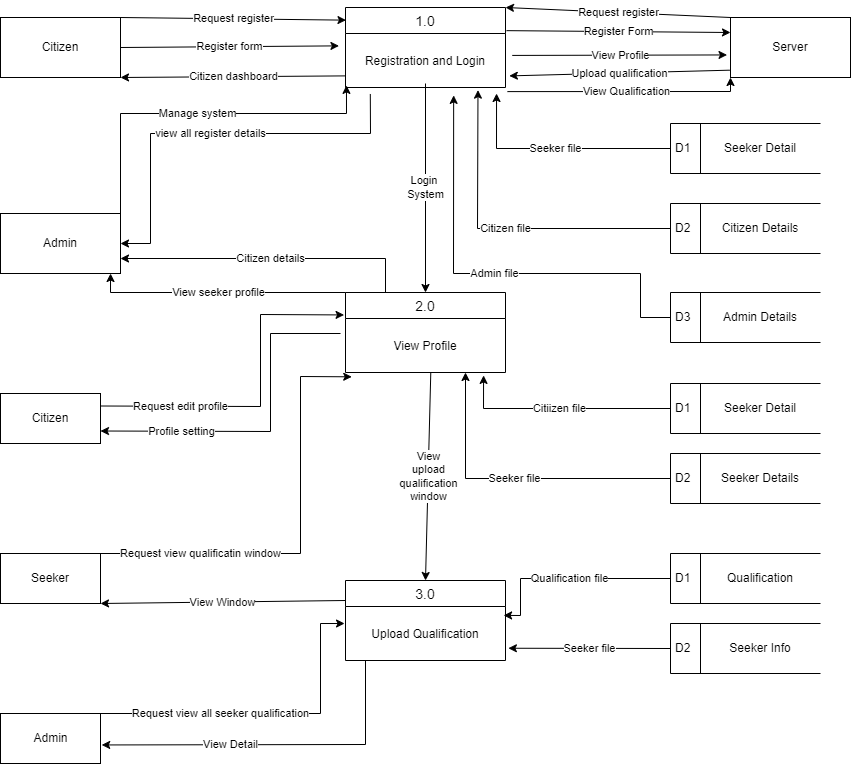 Request register
1.0
Request register
Citizen
Register form
Register Form
Server
Registration and Login
View Profile
Citizen dashboard
Upload qualification
View Qualification
Manage system
view all register details
Seeker file
D1
Seeker Detail
Login
System
Citizen file
D2
Citizen Details
Admin
Citizen details
Admin file
View seeker profile
2.0
D3
Admin Details
View Profile
Request edit profile
Citiizen file
D1
Seeker Detail
Citizen
Profile setting
View
upload
qualification
window
Seeker file
D2
Seeker Details
Request view qualificatin window
Seeker
View Window
3.0
Qualification file
D1
Qualification
Upload Qualification
Seeker file
D2
Seeker Info
Request view all seeker qualification
Admin
View Detail